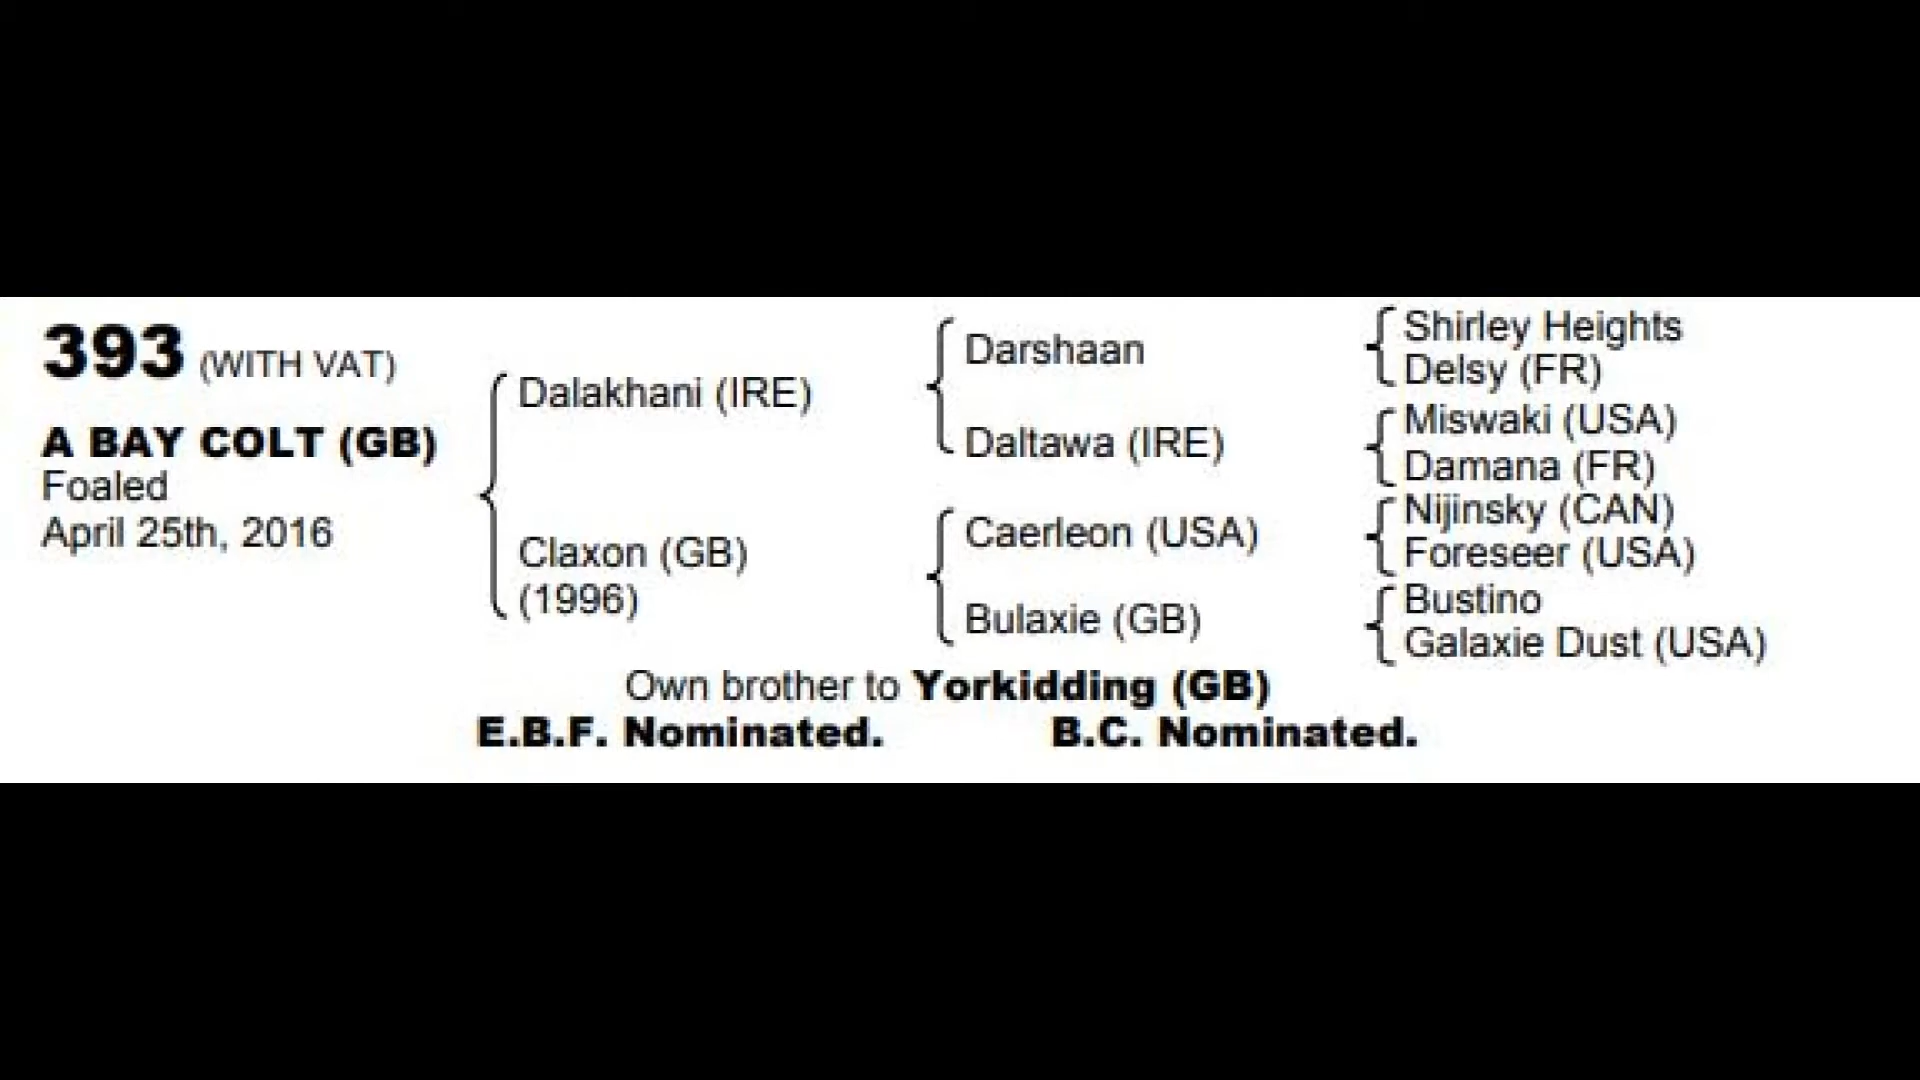 393 (WITH VAT)
A BAY COLT (GB)
Foaled
April 25th, 2016
Dalakhani (IRE)
Claxon (GB)
(1996)
Darshaan
Daltawa (IRE)
Caerleon (USA)
Bulaxie (GB)
Shirley Heights
Delsy (FR)
Miswaki (USA)
Damana (FR)
Nijinsky (CAN)
Foreseer (USA)
Bustino
Galaxie Dust (USA)
Own brother to Yorkidding (GB)
E.B.F. Nominated. B.C. Nominated.